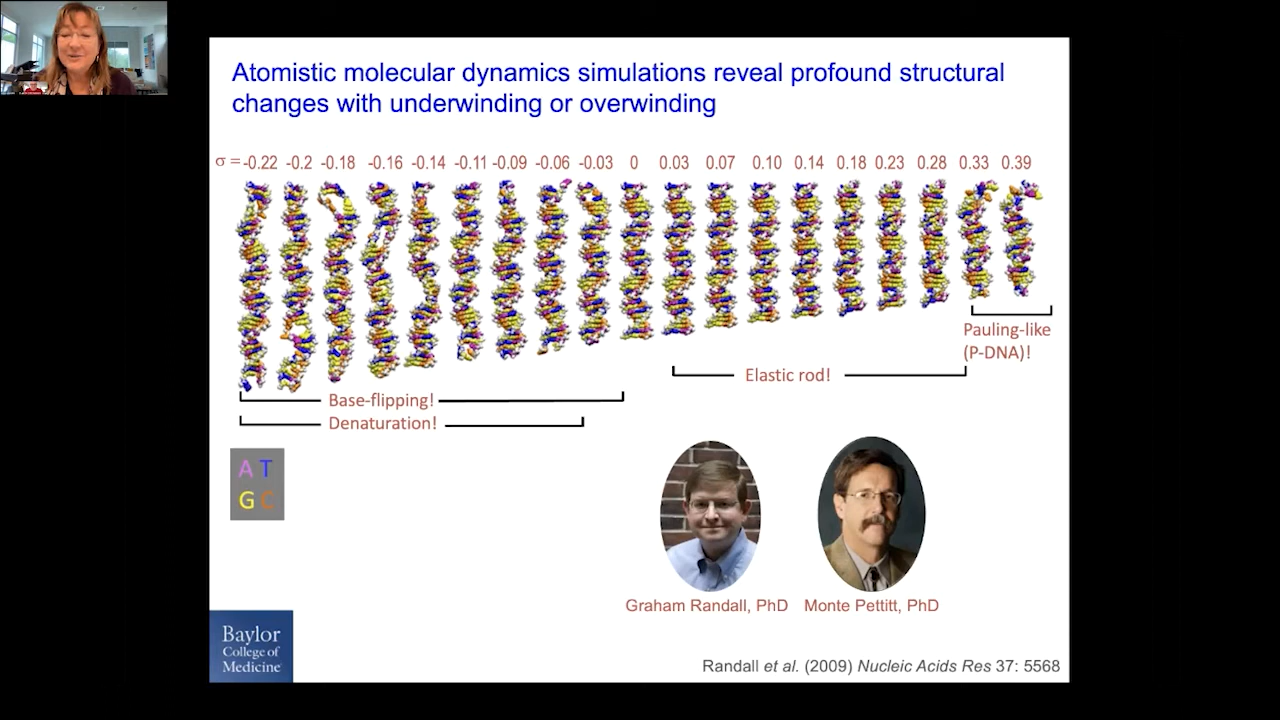 Atomistic molecular dynamics simulations reveal profound structural
changes with underwinding or overwinding
σ = -0.22 -0.2 -0.18 -0.16 -0.14 -0.11 -0.09 -0.06 -0.03 0 0.03 0.07 0.10 0.14 0.18 0.23 0.28 0.33 0.39
Pauling-like
(P-DNA)!
Elastic rod!
Base-flipping!
Denaturation!
A T
G C
Graham Randall, PhD Monte Pettitt, PhD
Baylor
College of
Medicine
Randall et al. (2009) Nucleic Acids Res 37: 5568